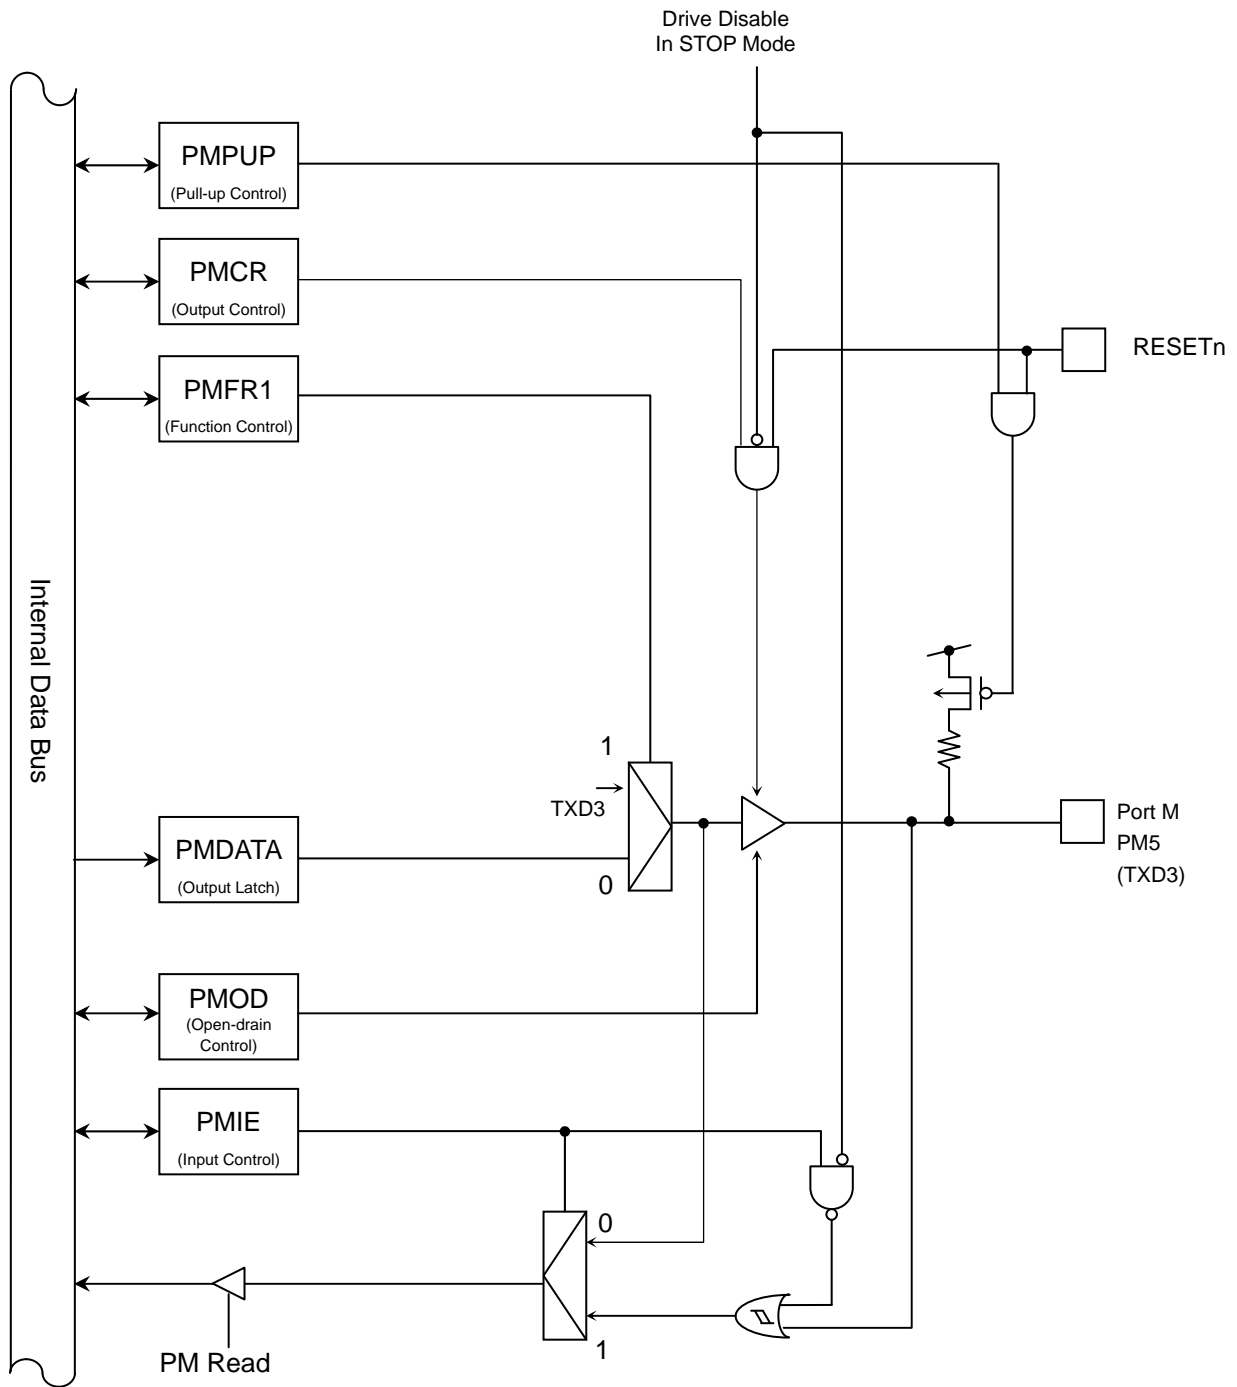 Drive Disable
In STOP Mode
PMPUP
(Pull-up Control)
PMCR
(Output Control)
RESETn
PMFR1
(Function Control)
Internal Data Bus
1
TXD3
0
Port M
PM5
(TXD3)
PMDATA
(Output Latch)
PMOD
(Open-drain
Control)
PMIE
(Input Control)
0
1
PM Read